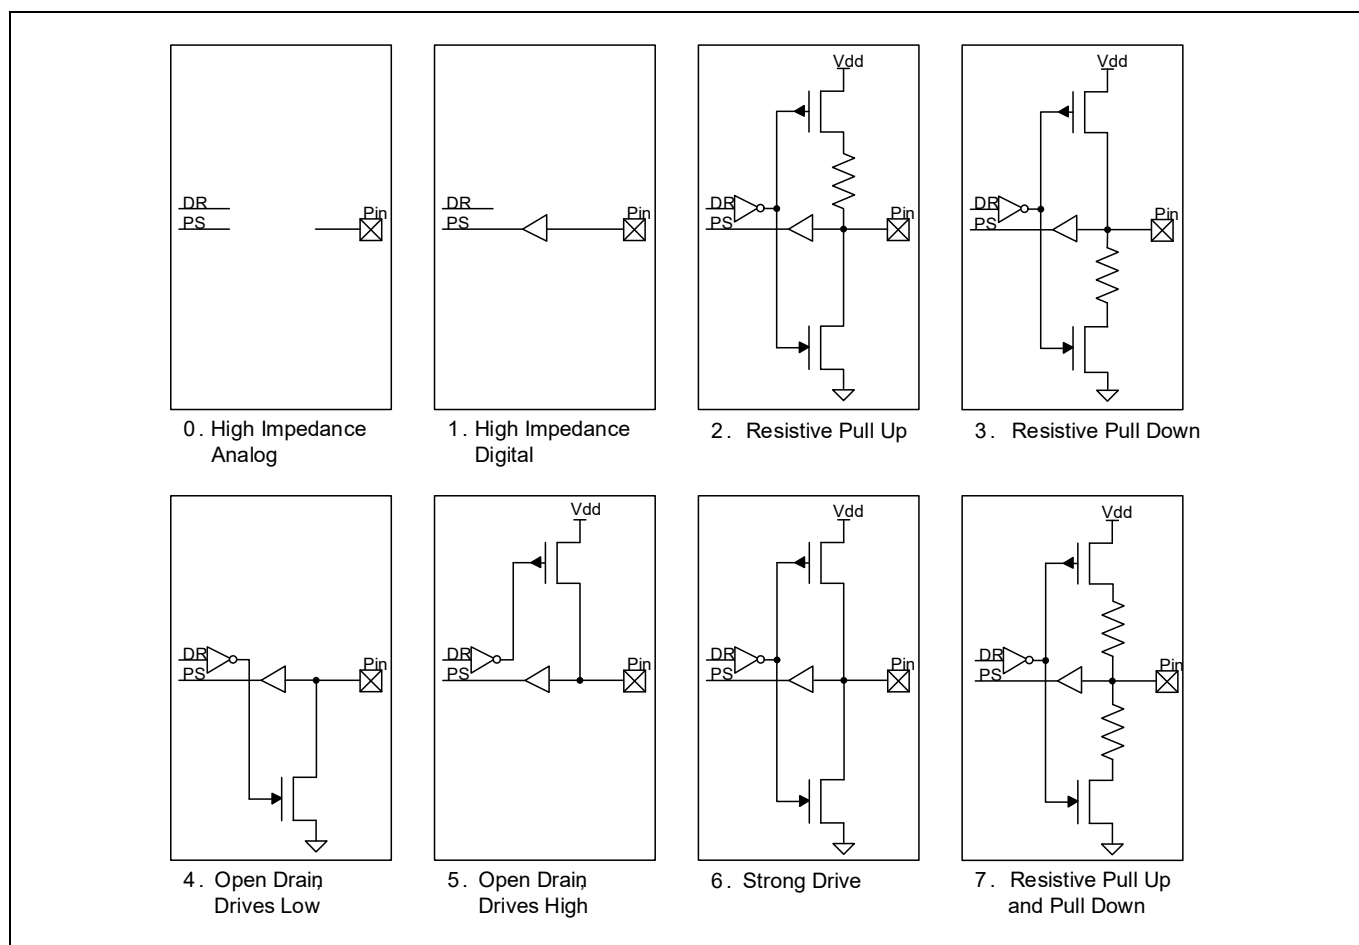 DR
PS
Pin
0. High Impedance
Analog
DR
PS
Pin
1. High Impedance
Digital
Vdd
DR
PS
Pin
2. Resistive Pull Up
Vdd
DR
PS
Pin
3. Resistive Pull Down
DR
PS
Pin
4. Open Drain,
Drives Low
Vdd
DR
PS
Pin
5. Open Drain,
Drives High
Vdd
DR
PS
Pin
6. Strong Drive
Vdd
DR
PS
Pin
7. Resistive Pull Up
and Pull Down